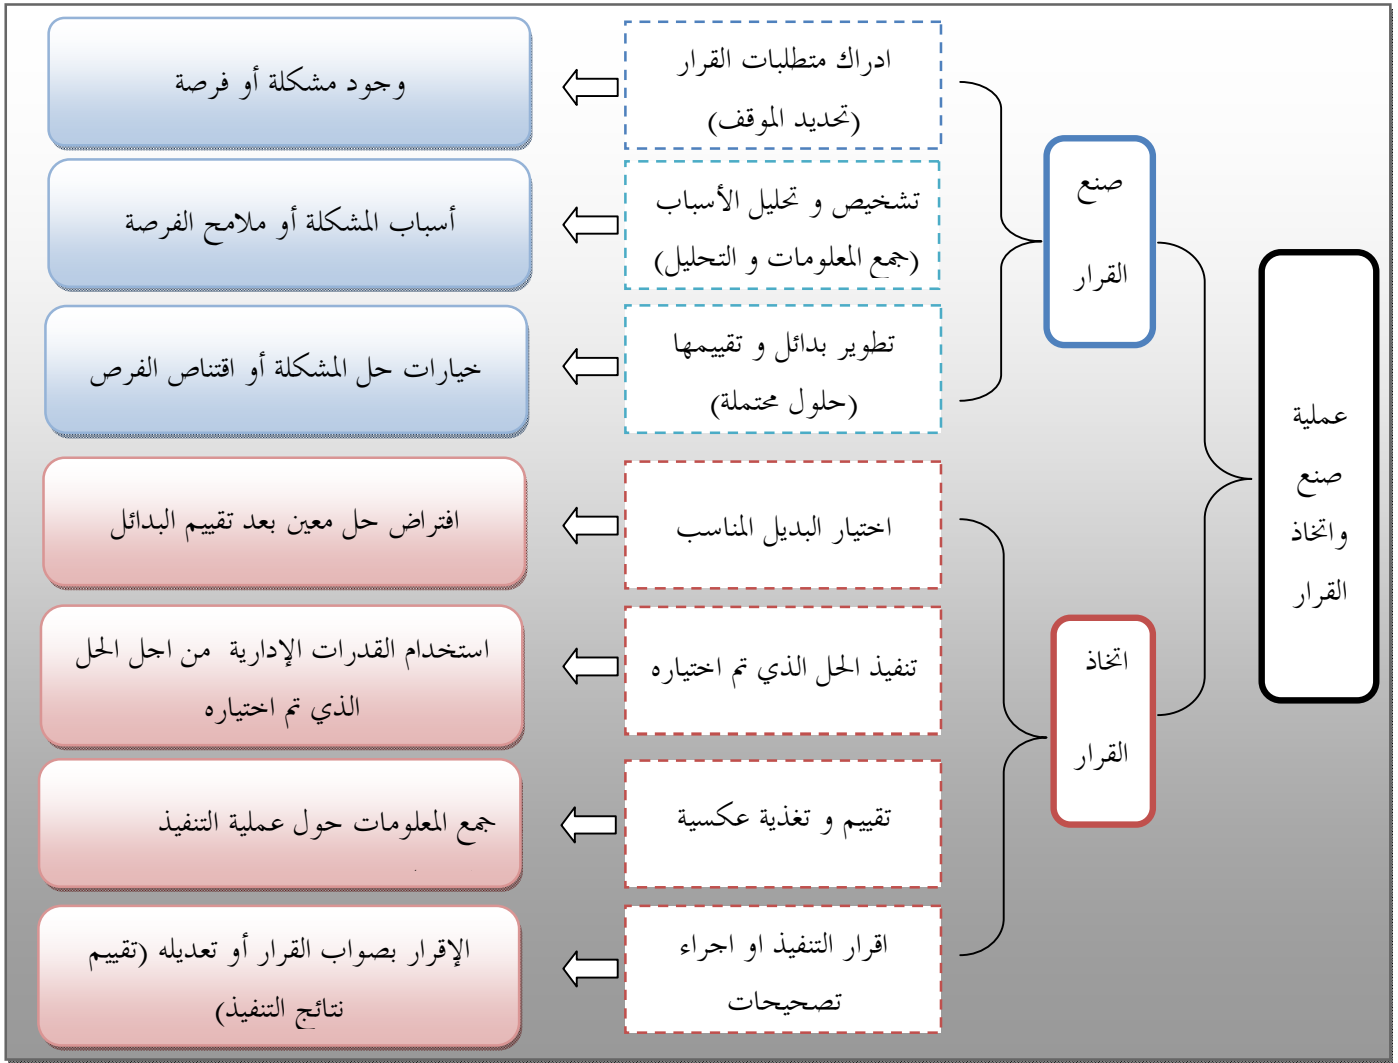 عملية
صنع
واتخاذ
القرار
صنع
القرار
ادراك متطلبات القرار
(تحديد الموقف)
وجود مشكلة أو فرصة
تشخيص و تحليل الأسباب
(جمع المعلومات و التحليل)
أسباب المشكلة أو ملامح الفرصة
تطوير بدائل و تقييمها
(حلول محتملة)
خيارات حل المشكلة أو اقتناص الفرص
اتخاذ
القرار
اختيار البديل المناسب
افتراض حل معين بعد تقييم البدائل
تنفيذ الحل الذي تم اختياره
استخدام القدرات الإدارية من اجل الحل
الذي تم اختياره
تقييم و تغذية عكسية
جمع المعلومات حول عملية التنفيذ
.
اقرار التنفيذ او اجراء
تصحيحات
الإقرار بصواب القرار أو تعديله (تقييم
نتائج التنفيذ)